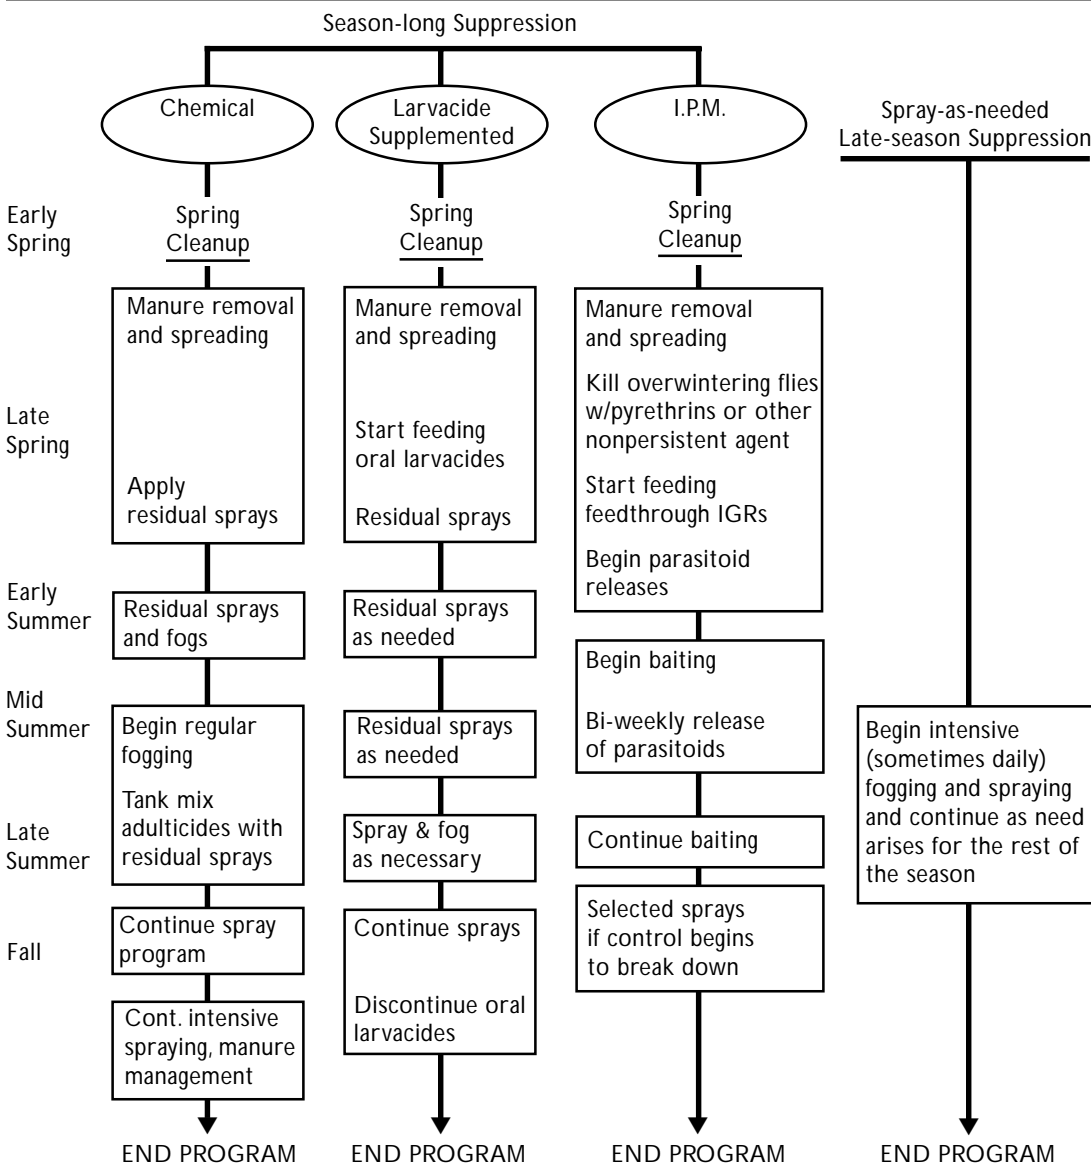 Season-long Suppression
Chemical
Larvacide
Supplemented
I.P.M.
Spray-as-needed
Late-season Suppression
Early
Spring
Spring
Cleanup
Spring
Cleanup
Spring
Cleanup
Late
Spring
Manure removal
and spreading
Apply
residual sprays
Manure removal
and spreading
Start feeding
oral larvacides
Residual sprays
Manure removal
and spreading
Kill overwintering flies
w/pyrethrins or other
nonpersistent agent
Start feeding
feedthrough IGRs
Begin parasitoid
releases
Early
Summer
Residual sprays
and fogs
Residual sprays
as needed
Begin baiting
Bi-weekly release
of parasitoids
Mid
Summer
Begin regular
fogging
Tank mix
adulticides with
residual sprays
Residual sprays
as needed
Begin intensive
(sometimes daily)
fogging and spraying
and continue as need
arises for the rest of
the season
Late
Summer
Spray & fog
as necessary
Continue baiting
Fall
Continue spray
program
Continue sprays
Discontinue oral
larvacides
Selected sprays
if control begins
to break down
Cont. intensive
spraying, manure
management
END PROGRAM
END PROGRAM
END PROGRAM
END PROGRAM